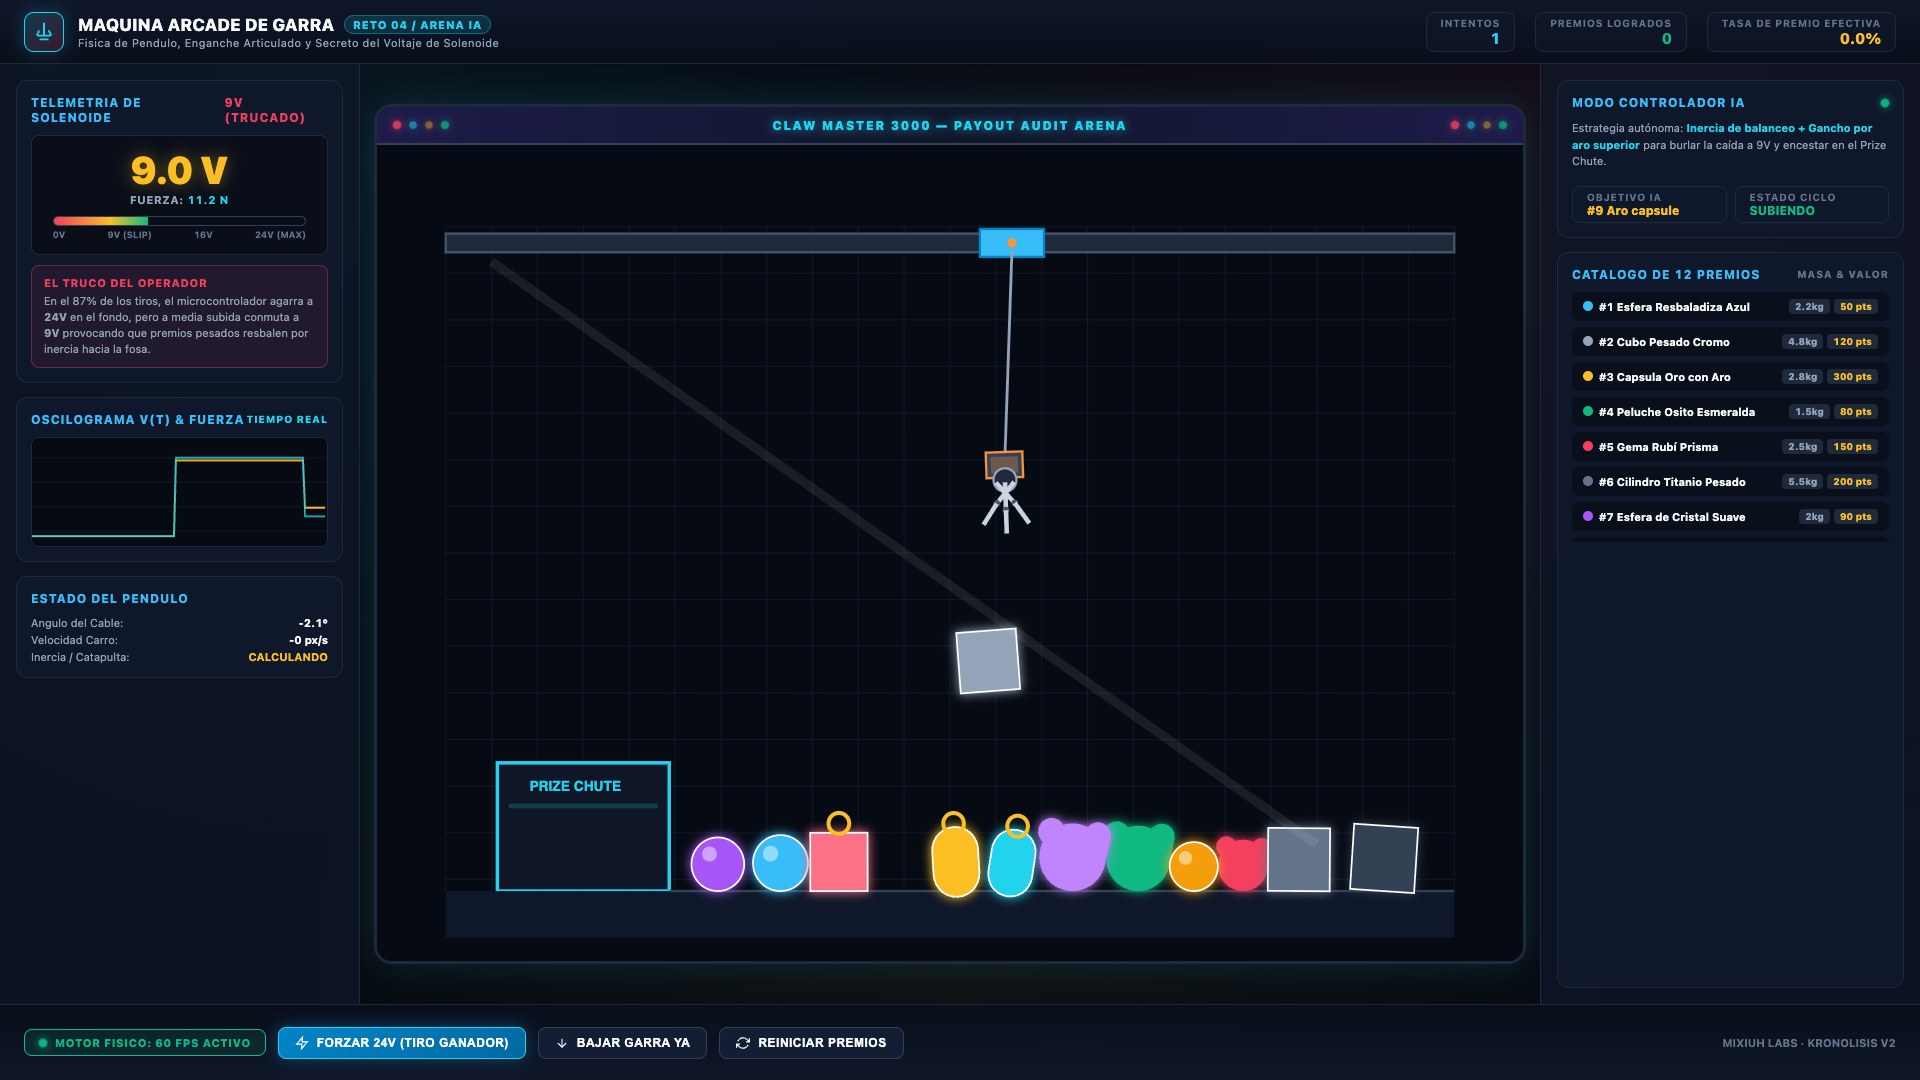 MAQUINA ARCADE DE GARRA
RETO 04 / ARENA IA
Fisica de Pendulo, Enganche Articulado y Secreto del Voltaje de Solenoide
INTENTOS
1
PREMIOS LOGRADOS
0
TASA DE PREMIO EFECTIVA
0.0%
TELEMETRIA DE SOLENOIDE
9V (TRUCADO)
9.0 V
FUERZA: 11.2 N
0V
9V (SLIP)
16V
24V (MAX)
EL TRUCO DEL OPERADOR
En el 87% de los tiros, el microcontrolador agarra a
24V en el fondo, pero a media subida conmuta a
9V provocando que premios pesados resbalen por
inercia hacia la fosa.
OSCILOGRAMA V(T) & FUERZA
TIEMPO REAL
ESTADO DEL PENDULO
Angulo del Cable:
-2.1°
Velocidad Carro:
-0 px/s
Inercia / Catapulta:
CALCULANDO
CLAW MASTER 3000 — PAYOUT AUDIT ARENA
PRIZE CHUTE
MODO CONTROLADOR IA
Estrategia autónoma: Inercia de balanceo + Gancho por
aro superior para burlar la caída a 9V y encestar en el Prize
Chute.
OBJETIVO IA
#9 Aro capsule
ESTADO CICLO
SUBIENDO
CATALOGO DE 12 PREMIOS
MASA & VALOR
#1 Esfera Resbaladiza Azul
2.2kg
50 pts
#2 Cubo Pesado Cromo
4.8kg
120 pts
#3 Capsula Oro con Aro
2.8kg
300 pts
#4 Peluche Osito Esmeralda
1.5kg
80 pts
#5 Gema Rubí Prisma
2.5kg
150 pts
#6 Cilindro Titanio Pesado
5.5kg
200 pts
#7 Esfera de Cristal Suave
2kg
90 pts
MOTOR FISICO: 60 FPS ACTIVO
FORZAR 24V (TIRO GANADOR)
BAJAR GARRA YA
REINICIAR PREMIOS
MIXIUH LABS · KRONOLISIS V2